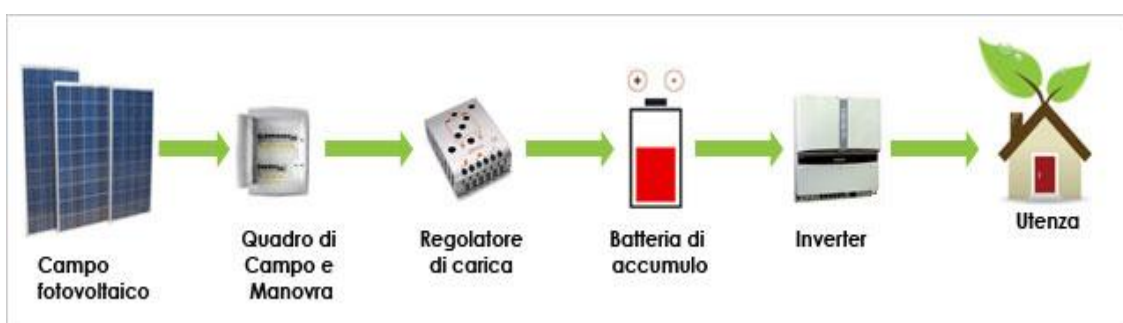 Campo
fotovoltaico
Quadro di
Campo e
Manovra
Regolatore
di carica
Batteria di
accumulo
Inverter
Utenza